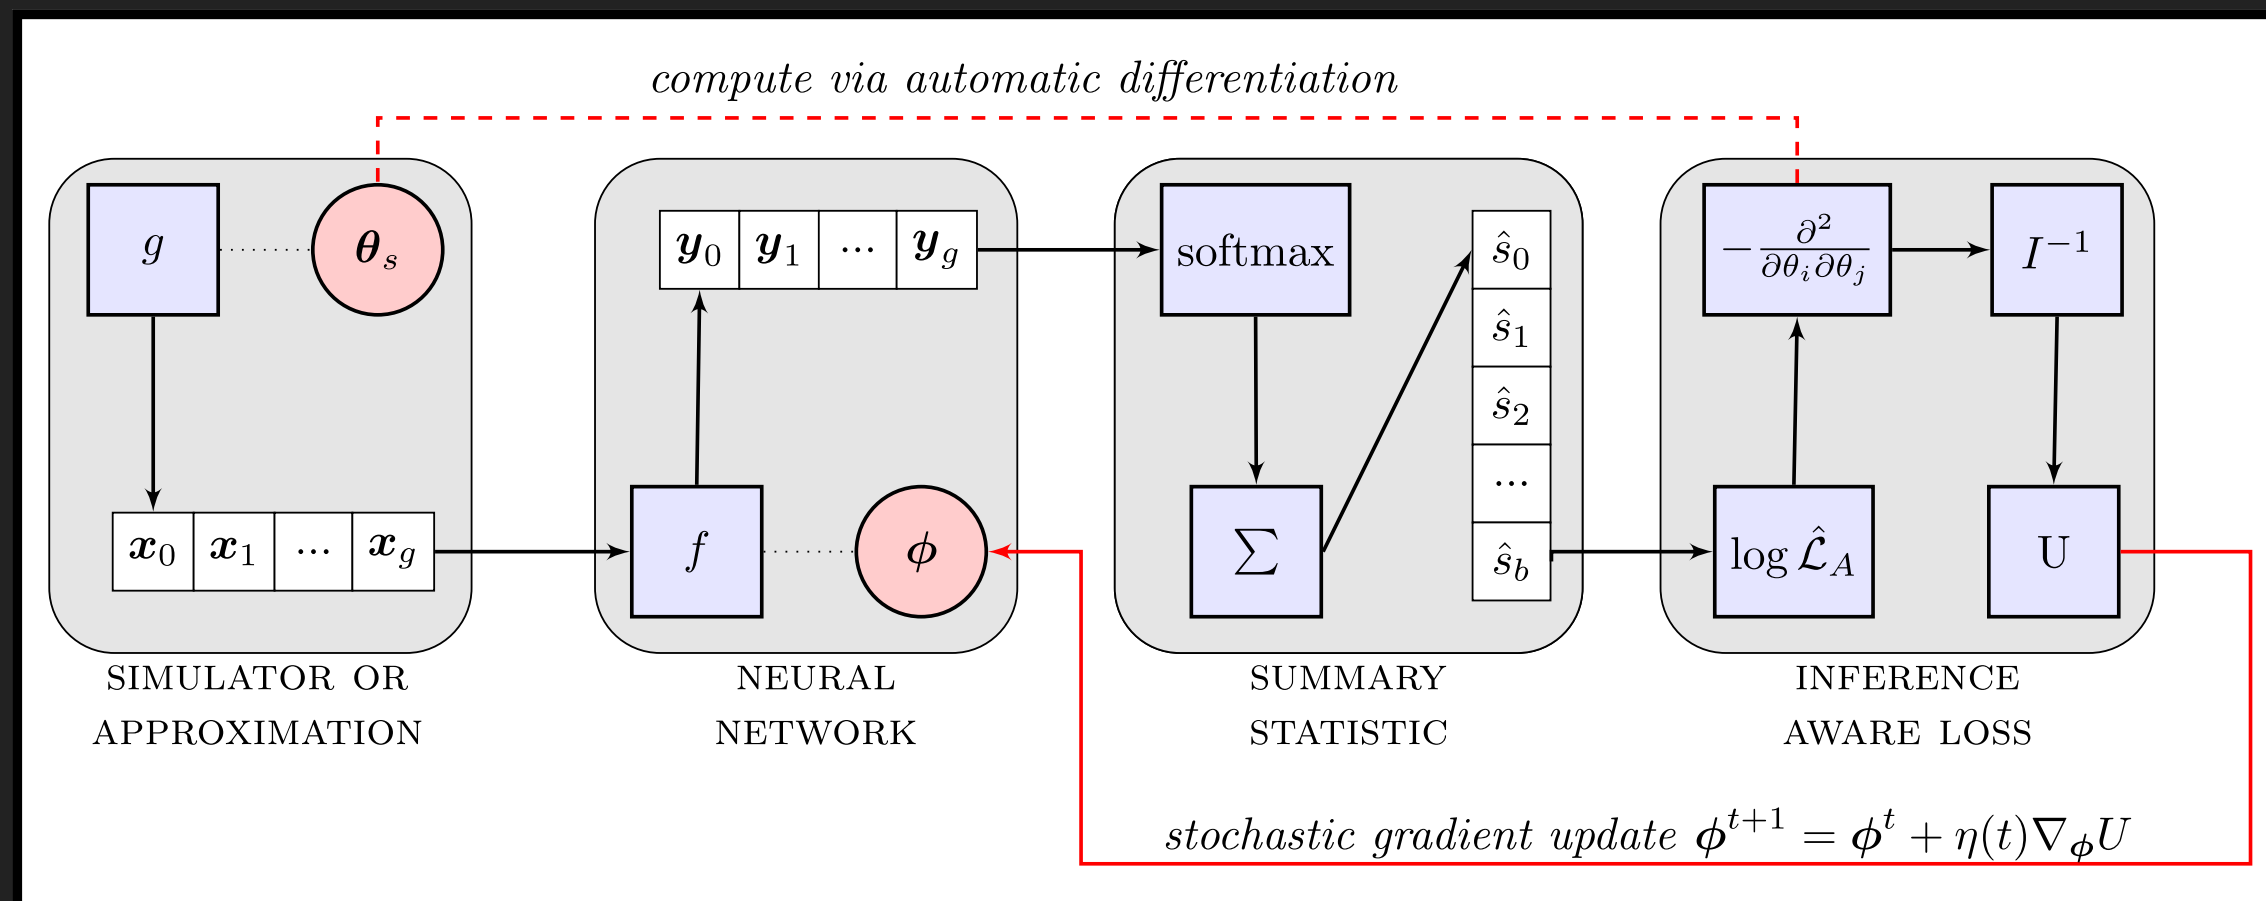 compute via automatic differentiation
g
θ_s
x_0 x_1 ... x_g
SIMULATOR OR
APPROXIMATION
y_0 y_1 ... y_g
f
ϕ
NEURAL
NETWORK
softmax
∑
ŝ_0
ŝ_1
ŝ_2
...
ŝ_b
SUMMARY
STATISTIC
−∂²/∂θ_i∂θ_j
I^{−1}
log ℒ̂_A
U
INFERENCE
AWARE LOSS
stochastic gradient update ϕ^{t+1} = ϕ^t + η(t)∇_ϕ U